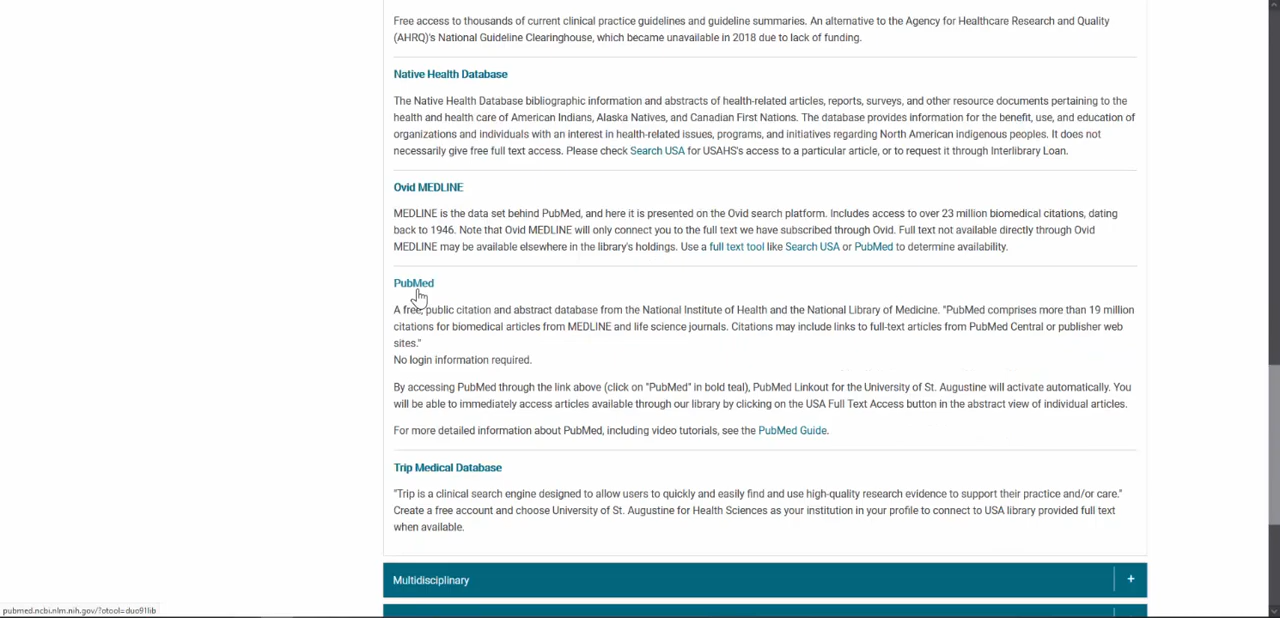 Free access to thousands of current clinical practice guidelines and guideline summaries. An alternative to the Agency for Healthcare Research and Quality
(AHRQ)'s National Guideline Clearinghouse, which became unavailable in 2018 due to lack of funding.
Native Health Database
The Native Health Database bibliographic information and abstracts of health-related articles, reports, surveys, and other resource documents pertaining to the
health and health care of American Indians, Alaska Natives, and Canadian First Nations. The database provides information for the benefit, use, and education of
organizations and individuals with an interest in health-related issues, programs, and initiatives regarding North American indigenous peoples. It does not
necessarily give free full text access. Please check Search USA for USAHS's access to a particular article, or to request it through Interlibrary Loan.
Ovid MEDLINE
MEDLINE is the data set behind PubMed, and here it is presented on the Ovid search platform. Includes access to over 23 million biomedical citations, dating
back to 1946. Note that Ovid MEDLINE will only connect you to the full text we have subscribed through Ovid. Full text not available directly through Ovid
MEDLINE may be available elsewhere in the library's holdings. Use a full text tool like Search USA or PubMed to determine availability.
PubMed
A free public citation and abstract database from the National Institute of Health and the National Library of Medicine. "PubMed comprises more than 19 million
citations for biomedical articles from MEDLINE and life science journals. Citations may include links to full-text articles from PubMed Central or publisher web
sites."
No login information required.
By accessing PubMed through the link above (click on "PubMed" in bold teal), PubMed Linkout for the University of St. Augustine will activate automatically. You
will be able to immediately access articles available through our library by clicking on the USA Full Text Access button in the abstract view of individual articles.
For more detailed information about PubMed, including video tutorials, see the PubMed Guide.
Trip Medical Database
"Trip is a clinical search engine designed to allow users to quickly and easily find and use high-quality research evidence to support their practice and/or care."
Create a free account and choose University of St. Augustine for Health Sciences as your institution in your profile to connect to USA library provided full text
when available.
Multidisciplinary +
pubmed.ncbi.nlm.nih.gov/?otool=duo91lib